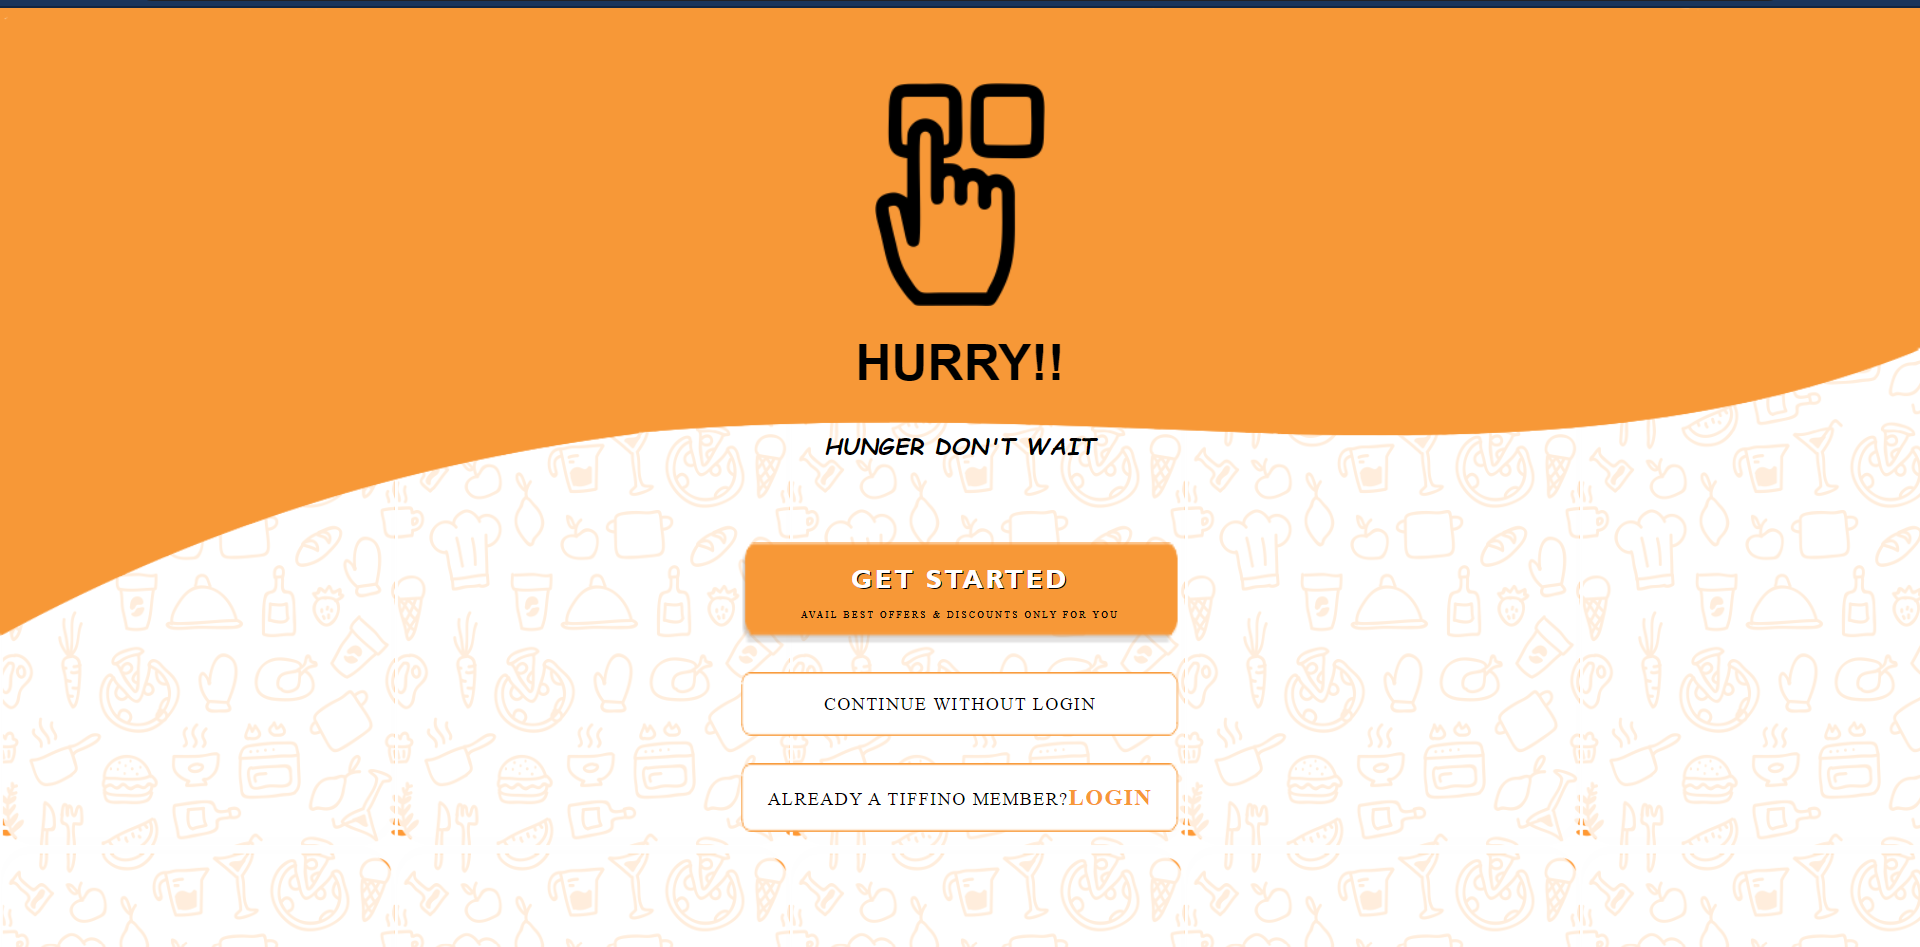 HURRY!!
HUNGER DON'T WAIT
GET STARTED
AVAIL BEST OFFERS & DISCOUNTS ONLY FOR YOU
CONTINUE WITHOUT LOGIN
ALREADY A TIFFINO MEMBER?LOGIN